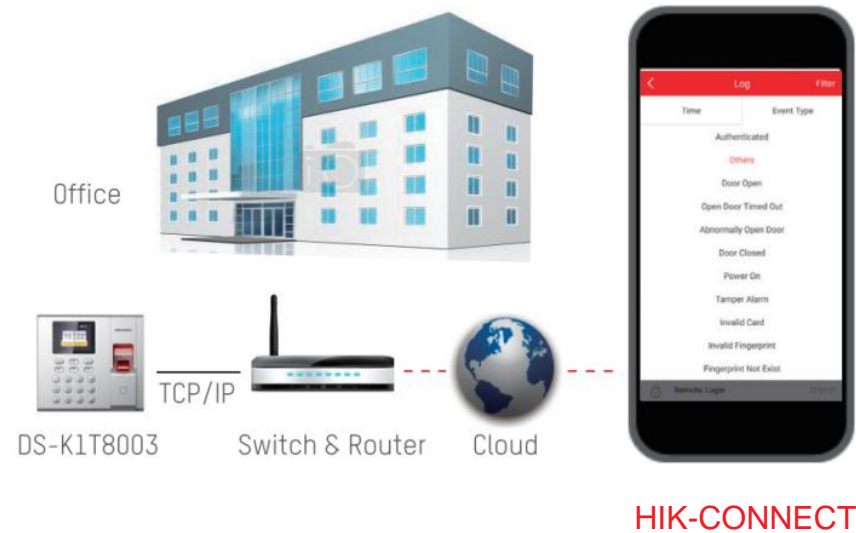 Office
DS-K1T8003
TCP/IP
Switch & Router
Cloud
Log
Filter
Time
Event Type
Authenticated
Others
Door Open
Open Door Timed Out
Abnormally Open Door
Door Closed
Power On
Tamper Alarm
Invalid Card
Invalid Fingerprint
Fingerprint Not Exist
Remote: Login
HIK-CONNECT